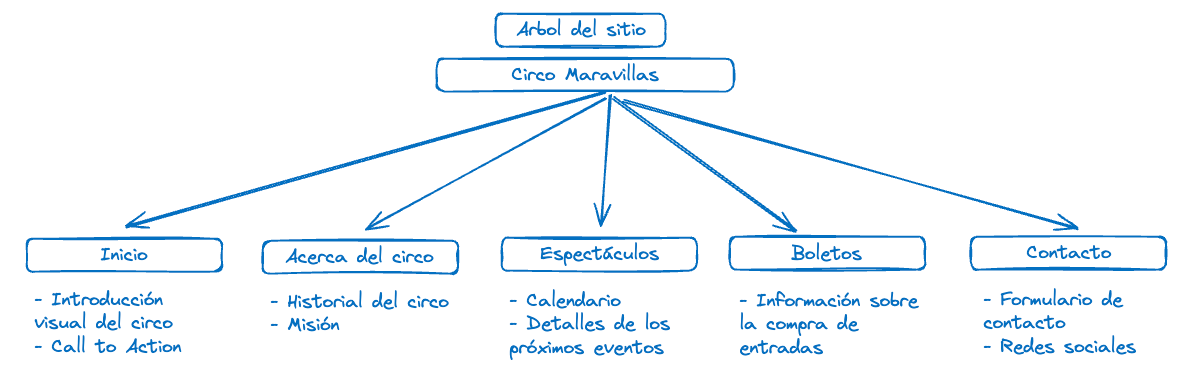 Arbol del sitio
Circo Maravillas
Inicio
- Introducción
visual del circo
- Call to Action
Acerca del circo
- Historial del circo
- Misión
Espectáculos
- Calendario
- Detalles de los
próximos eventos
Boletos
- Información sobre
la compra de
entradas
Contacto
- Formulario de
contacto
- Redes sociales